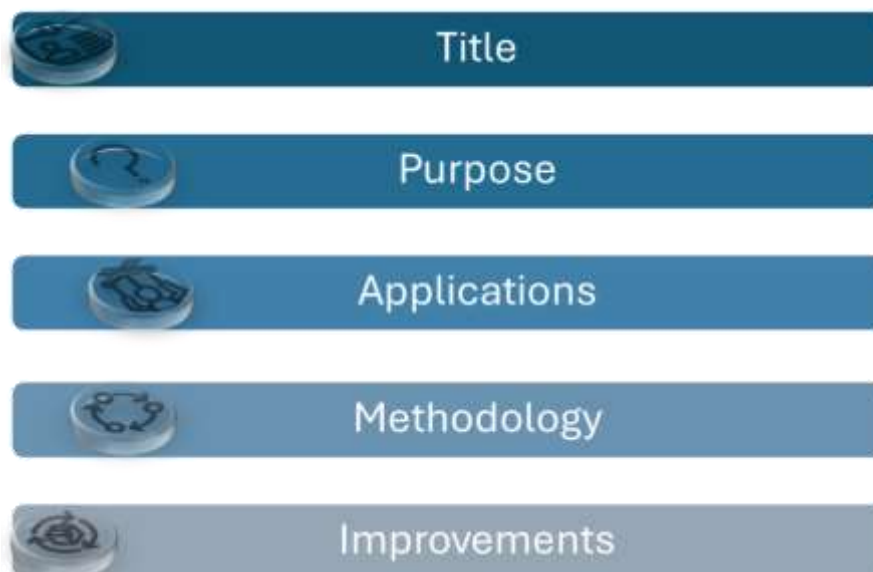 Title
Purpose
Applications
Methodology
Improvements